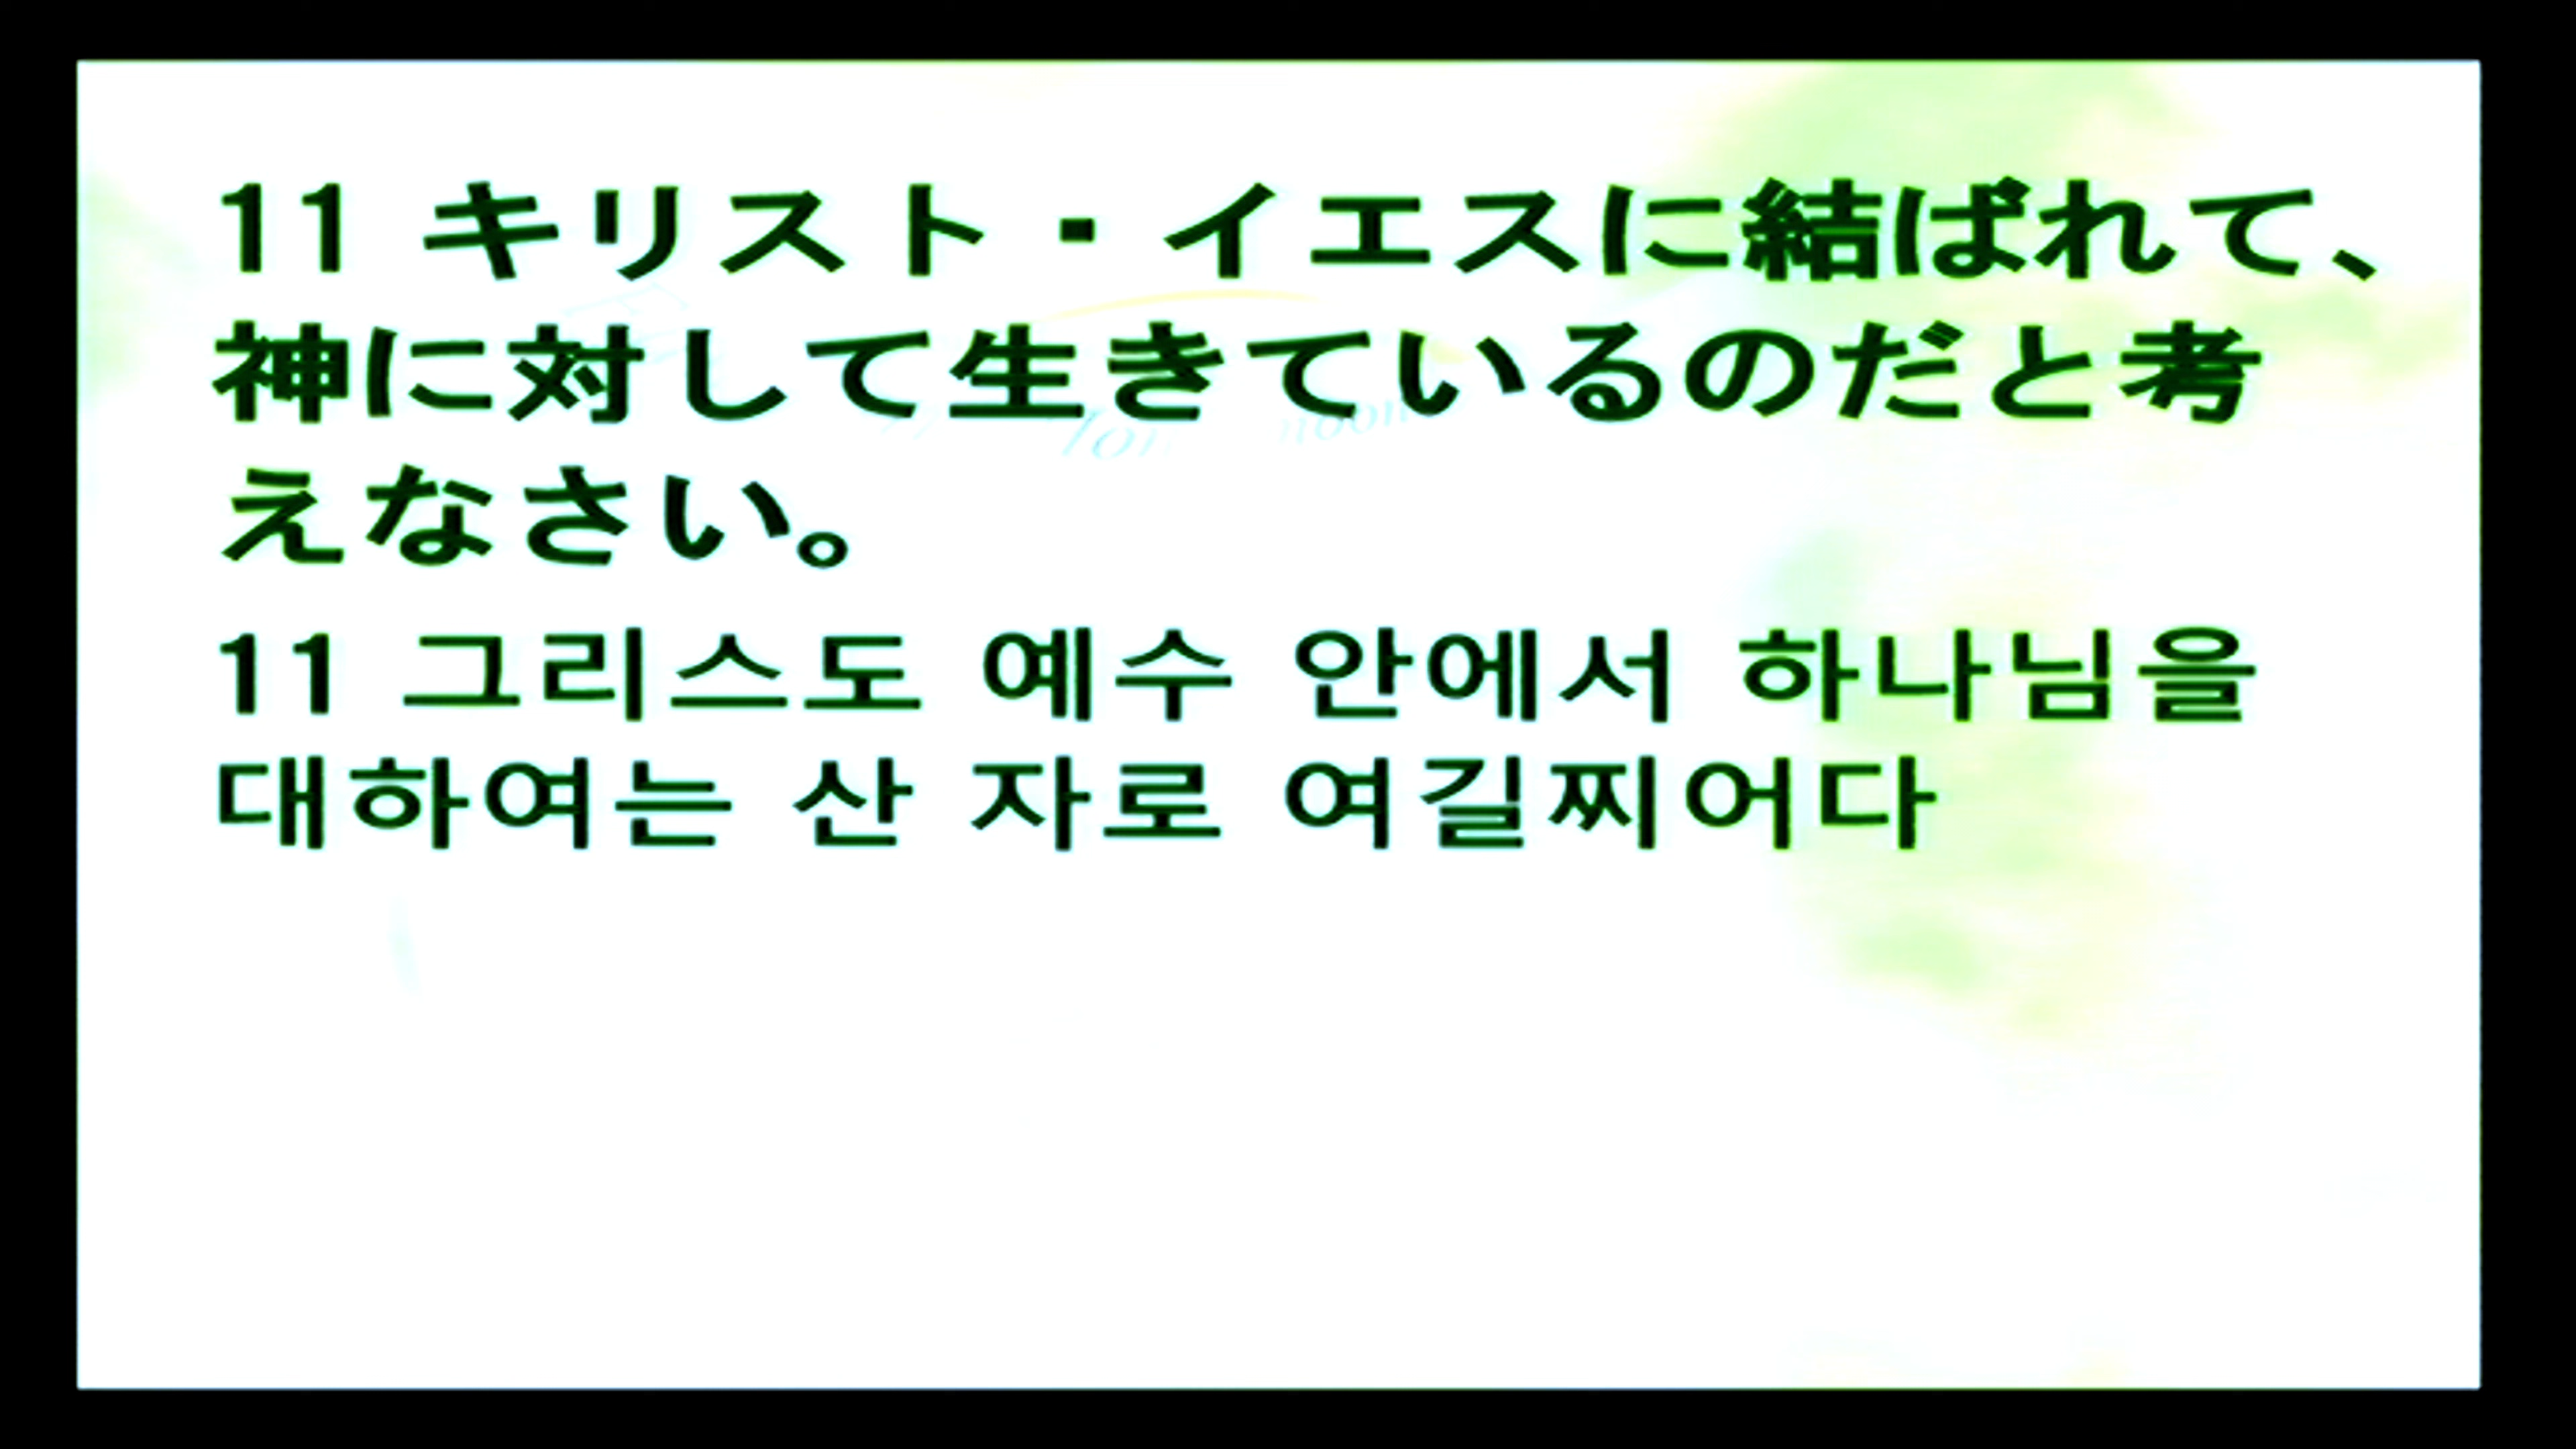 11 キリスト・イエスに結ばれて、
神に対して生きているのだと考
えなさい。
11 그리스도 예수 안에서 하나님을
대하여는 산 자로 여길찌어다